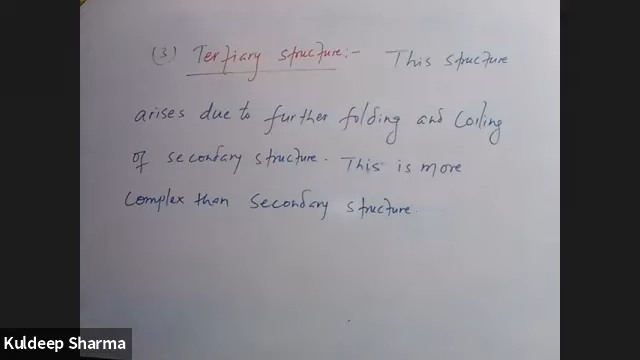 (3) Tertiary structure:- This structure
arises due to further folding and coiling
of secondary structure. This is more
complex than secondary structure.
Kuldeep Sharma